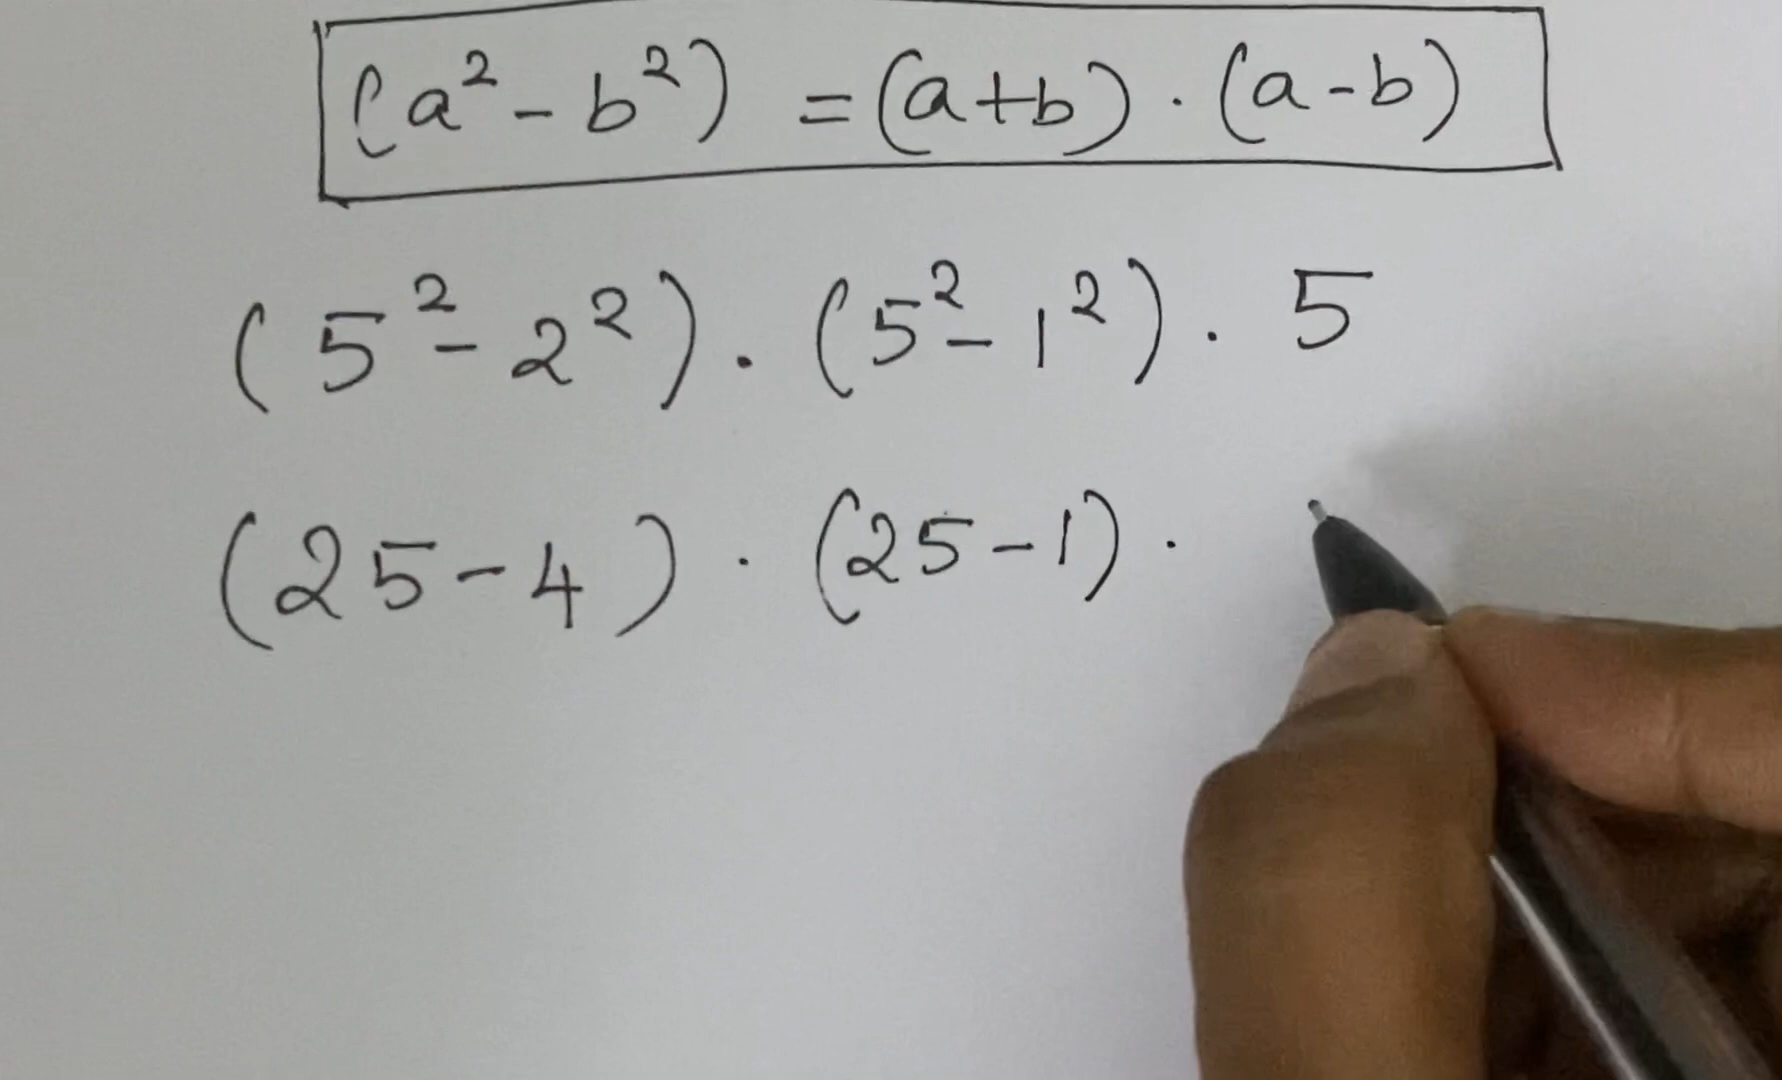 (a² - b²) = (a+b) · (a-b)
(5² - 2²) · (5² - 1²) · 5
(25 - 4) · (25 - 1) ·